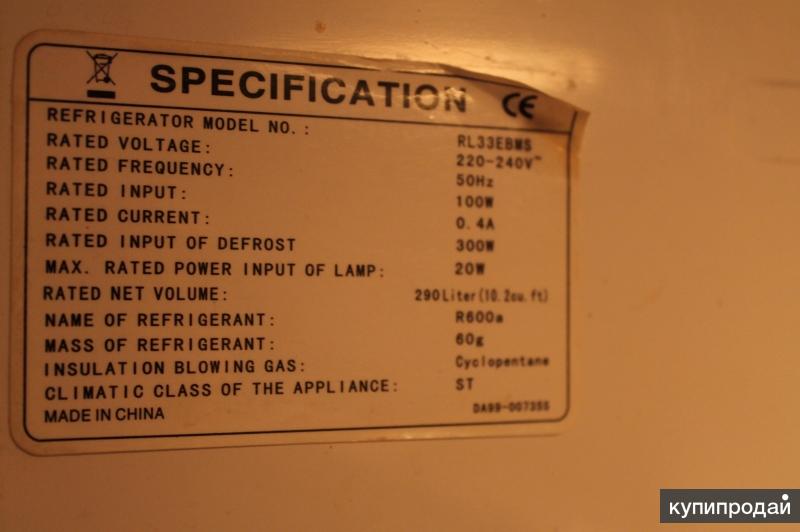 SPECIFICATION CE
REFRIGERATOR MODEL NO.: RL33EBMS
RATED VOLTAGE: 220-240V~
RATED FREQUENCY: 50Hz
RATED INPUT: 100W
RATED CURRENT: 0.4A
RATED INPUT OF DEFROST 300W
MAX. RATED POWER INPUT OF LAMP: 20W
RATED NET VOLUME: 290Liter(10.2cu.ft)
NAME OF REFRIGERANT: R600a
MASS OF REFRIGERANT: 60g
INSULATION BLOWING GAS: Cyclopentane
CLIMATIC CLASS OF THE APPLIANCE: ST
MADE IN CHINA DA99-00735S
купипродай